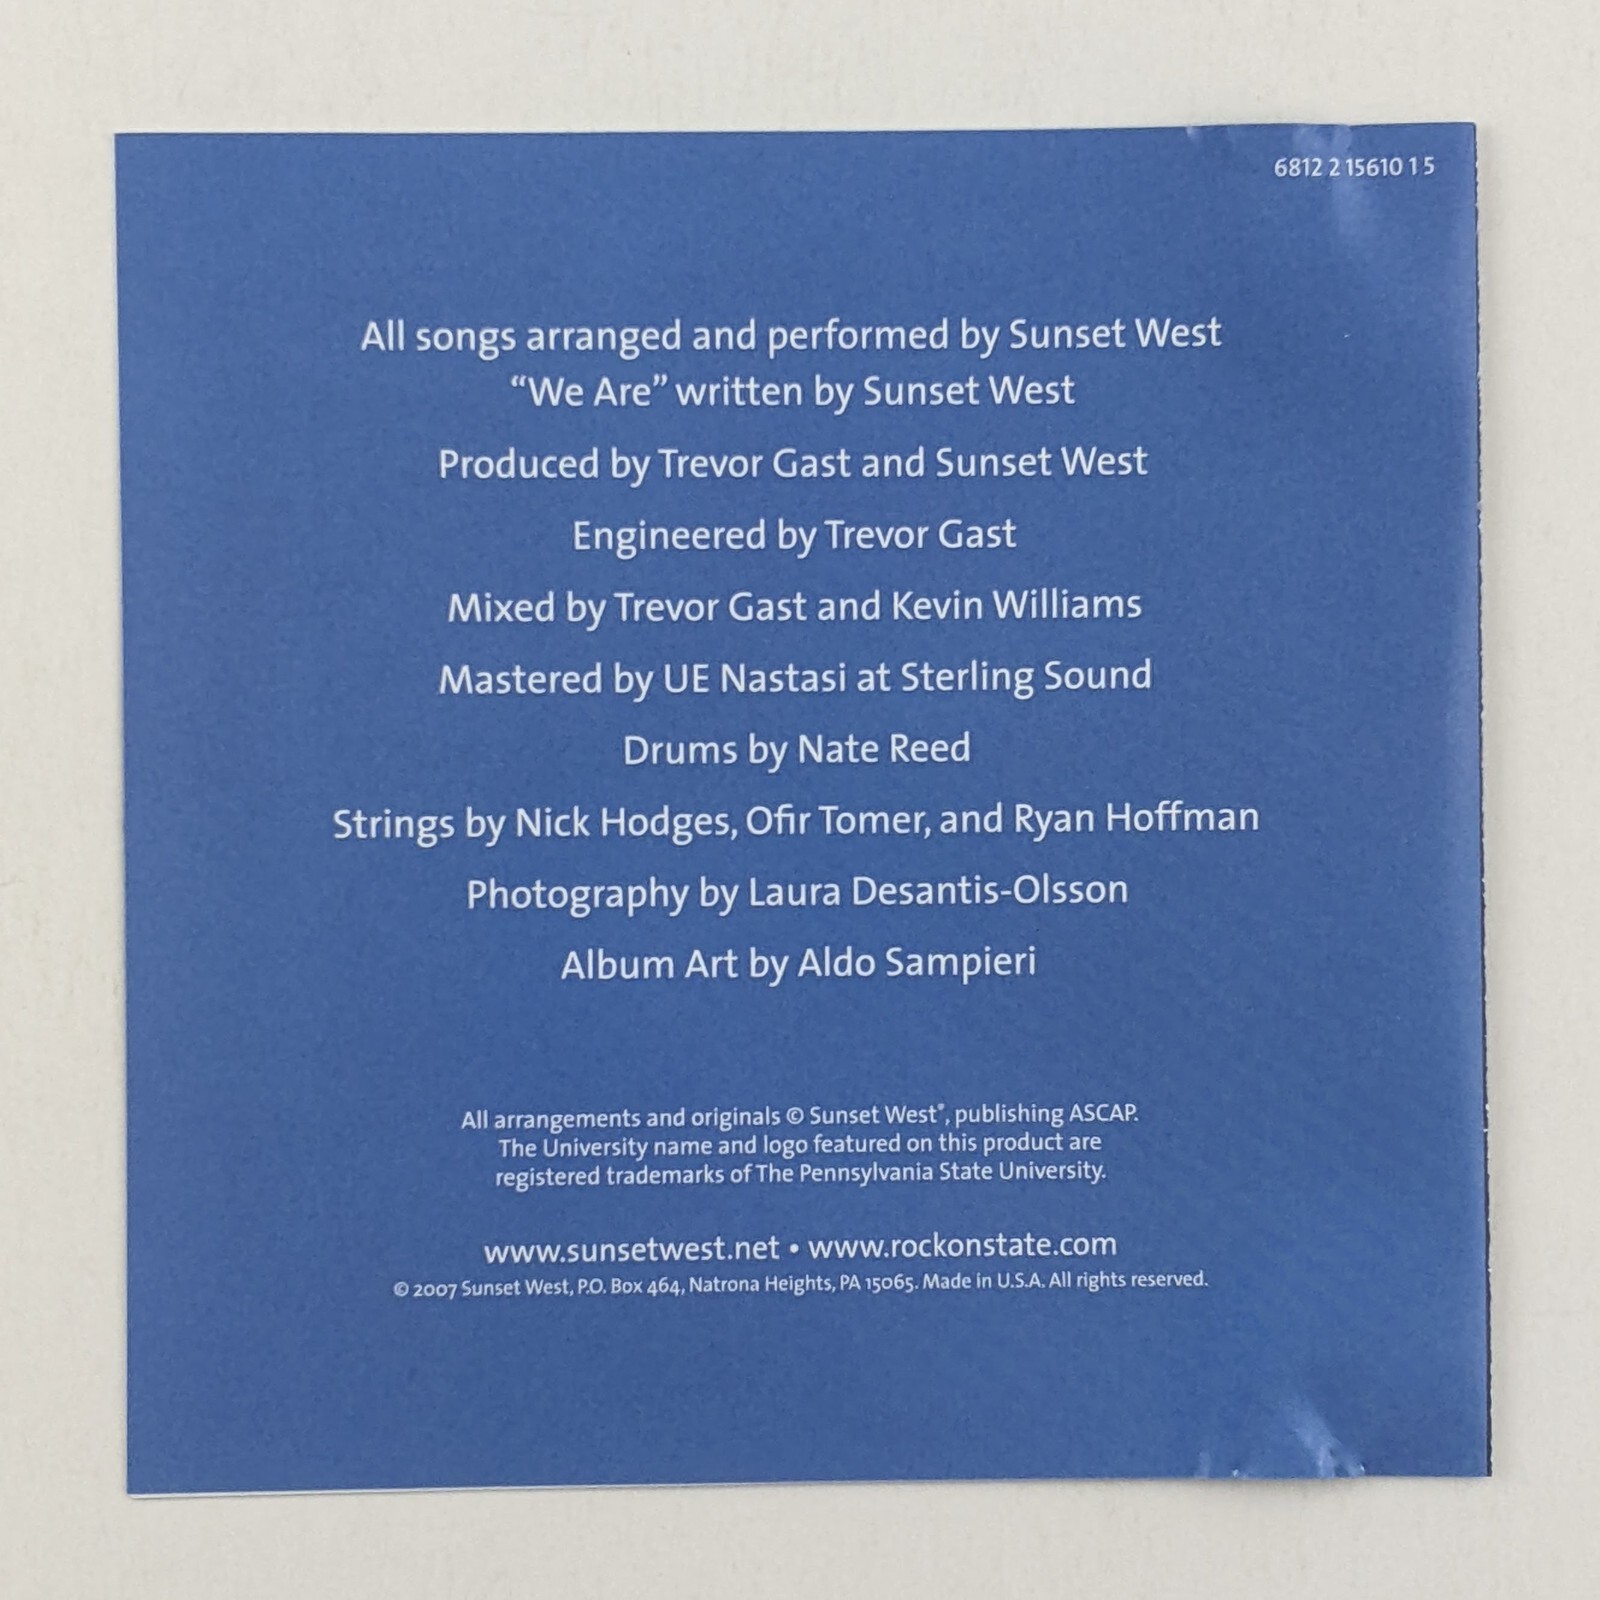 6812 2 15610 1 5
All songs arranged and performed by Sunset West
“We Are” written by Sunset West
Produced by Trevor Gast and Sunset West
Engineered by Trevor Gast
Mixed by Trevor Gast and Kevin Williams
Mastered by UE Nastasi at Sterling Sound
Drums by Nate Reed
Strings by Nick Hodges, Ofir Tomer, and Ryan Hoffman
Photography by Laura Desantis-Olsson
Album Art by Aldo Sampieri
All arrangements and originals © Sunset West®, publishing ASCAP.
The University name and logo featured on this product are
registered trademarks of The Pennsylvania State University.
www.sunsetwest.net • www.rockonstate.com
© 2007 Sunset West, P.O. Box 464, Natrona Heights, PA 15065. Made in U.S.A. All rights reserved.